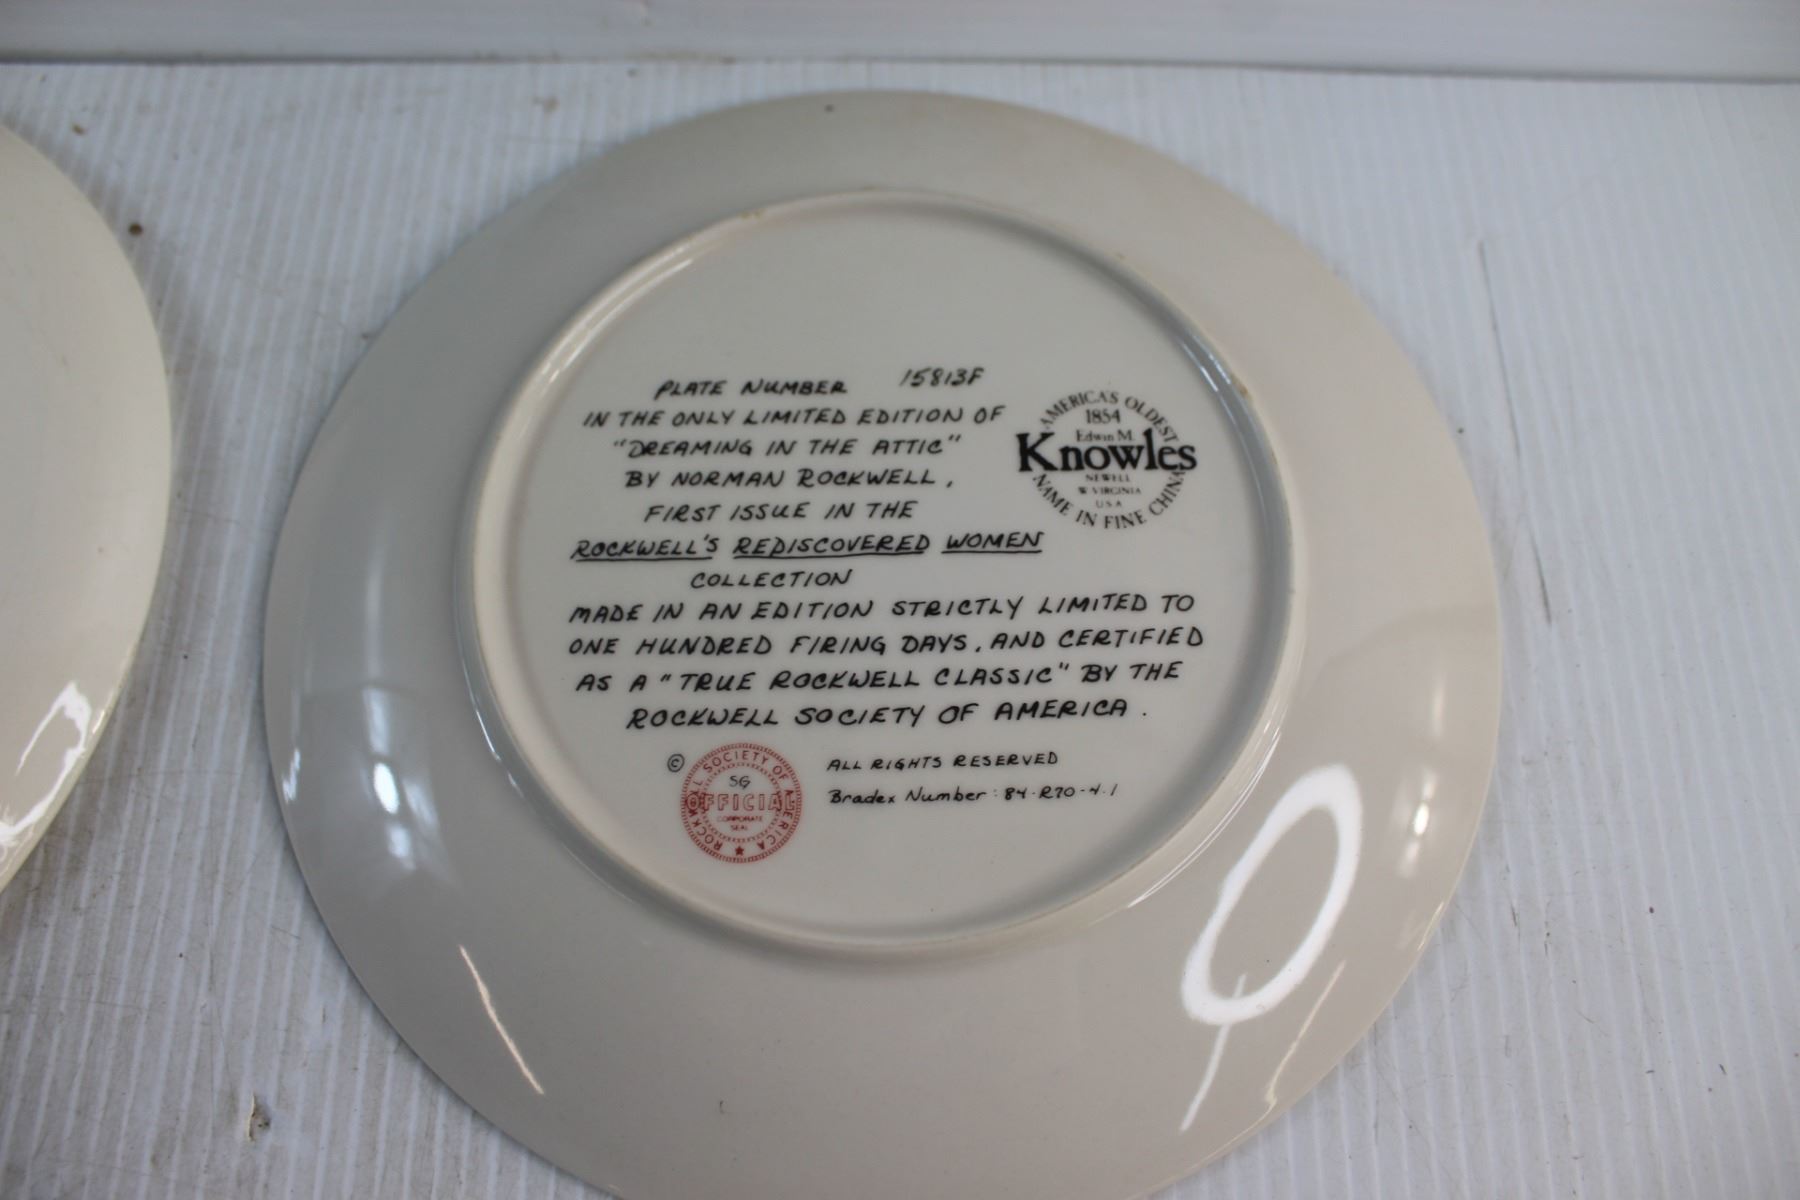 PLATE NUMBER 15813F
IN THE ONLY LIMITED EDITION OF
"DREAMING IN THE ATTIC"
BY NORMAN ROCKWELL,
FIRST ISSUE IN THE
ROCKWELL'S REDISCOVERED WOMEN
COLLECTION
MADE IN AN EDITION STRICTLY LIMITED TO
ONE HUNDRED FIRING DAYS, AND CERTIFIED
AS A "TRUE ROCKWELL CLASSIC" BY THE
ROCKWELL SOCIETY OF AMERICA.
AMERICA'S OLDEST
1854
Edwin M.
Knowles
NEWELL
W VIRGINIA
U.S.A
NAME IN FINE CHINA
©
ROCKWELL SOCIETY OF AMERICA
SG
OFFICIAL
CORPORATE
SEAL
ALL RIGHTS RESERVED
Bradex Number: 84-R70-4.1